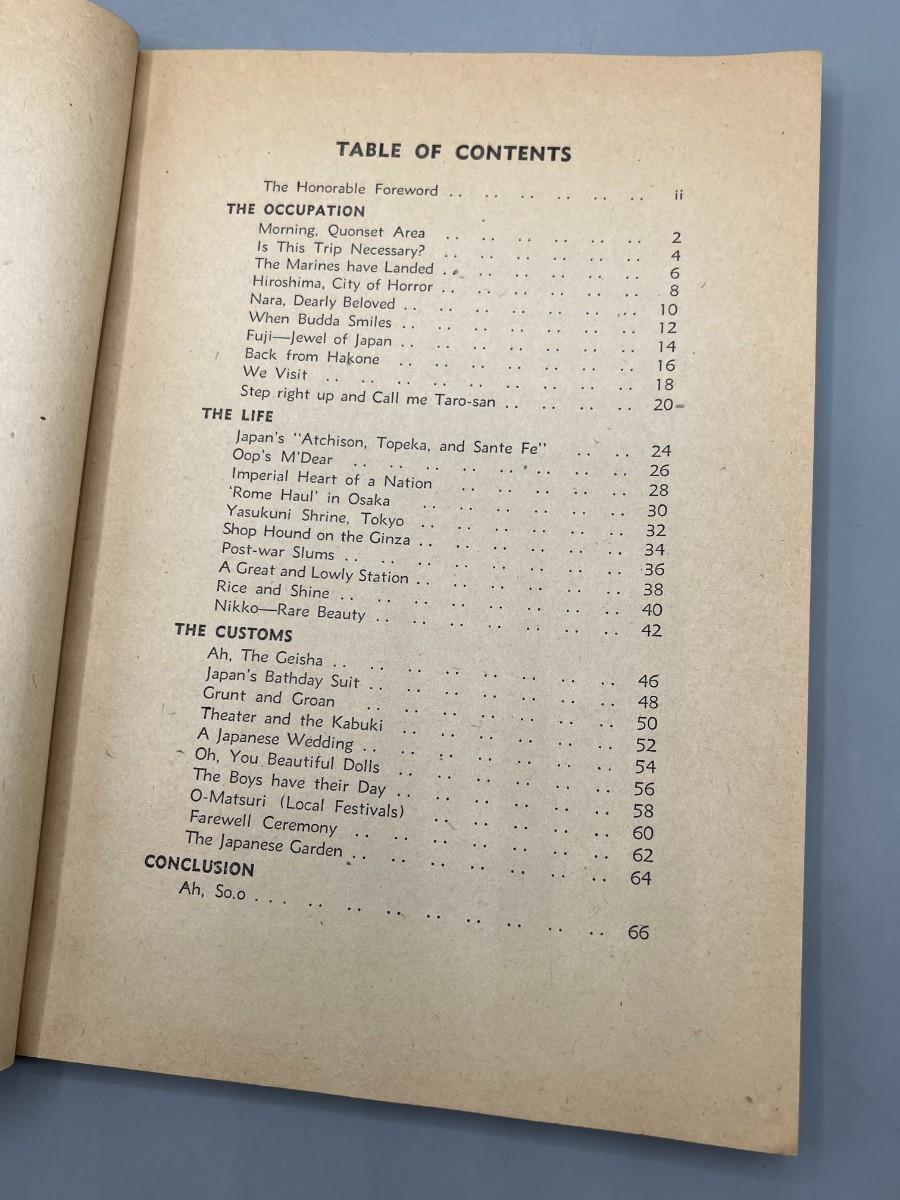 TABLE OF CONTENTS
The Honorable Foreword .. .. .. .. .. .. ii
THE OCCUPATION
Morning, Quonset Area .. .. .. .. .. .. 2
Is This Trip Necessary? .. .. .. .. .. .. 4
The Marines have Landed .. .. .. .. .. .. 6
Hiroshima, City of Horror .. .. .. .. .. .. 8
Nara, Dearly Beloved .. .. .. .. .. .. .. 10
When Budda Smiles .. .. .. .. .. .. .. 12
Fuji—Jewel of Japan .. .. .. .. .. .. .. 14
Back from Hakone .. .. .. .. .. .. .. 16
We Visit .. .. .. .. .. .. .. .. .. 18
Step right up and Call me Taro-san .. .. .. .. 20
THE LIFE
Japan's "Atchison, Topeka, and Sante Fe" .. .. 24
Oop's M'Dear .. .. .. .. .. .. .. .. 26
Imperial Heart of a Nation .. .. .. .. .. 28
'Rome Haul' in Osaka .. .. .. .. .. .. 30
Yasukuni Shrine, Tokyo .. .. .. .. .. .. 32
Shop Hound on the Ginza .. .. .. .. .. .. 34
Post-war Slums .. .. .. .. .. .. .. .. 36
A Great and Lowly Station .. .. .. .. .. .. 38
Rice and Shine .. .. .. .. .. .. .. .. 40
Nikko—Rare Beauty .. .. .. .. .. .. .. 42
THE CUSTOMS
Ah, The Geisha .. .. .. .. .. .. .. .. 46
Japan's Bathday Suit .. .. .. .. .. .. .. 48
Grunt and Groan .. .. .. .. .. .. .. 50
Theater and the Kabuki .. .. .. .. .. .. 52
A Japanese Wedding .. .. .. .. .. .. .. 54
Oh, You Beautiful Dolls .. .. .. .. .. .. 56
The Boys have their Day .. .. .. .. .. .. 58
O-Matsuri (Local Festivals) .. .. .. .. .. 60
Farewell Ceremony .. .. .. .. .. .. .. 62
The Japanese Garden .. .. .. .. .. .. .. 64
CONCLUSION
Ah, So.o . .. .. .. .. .. .. .. .. .. 66